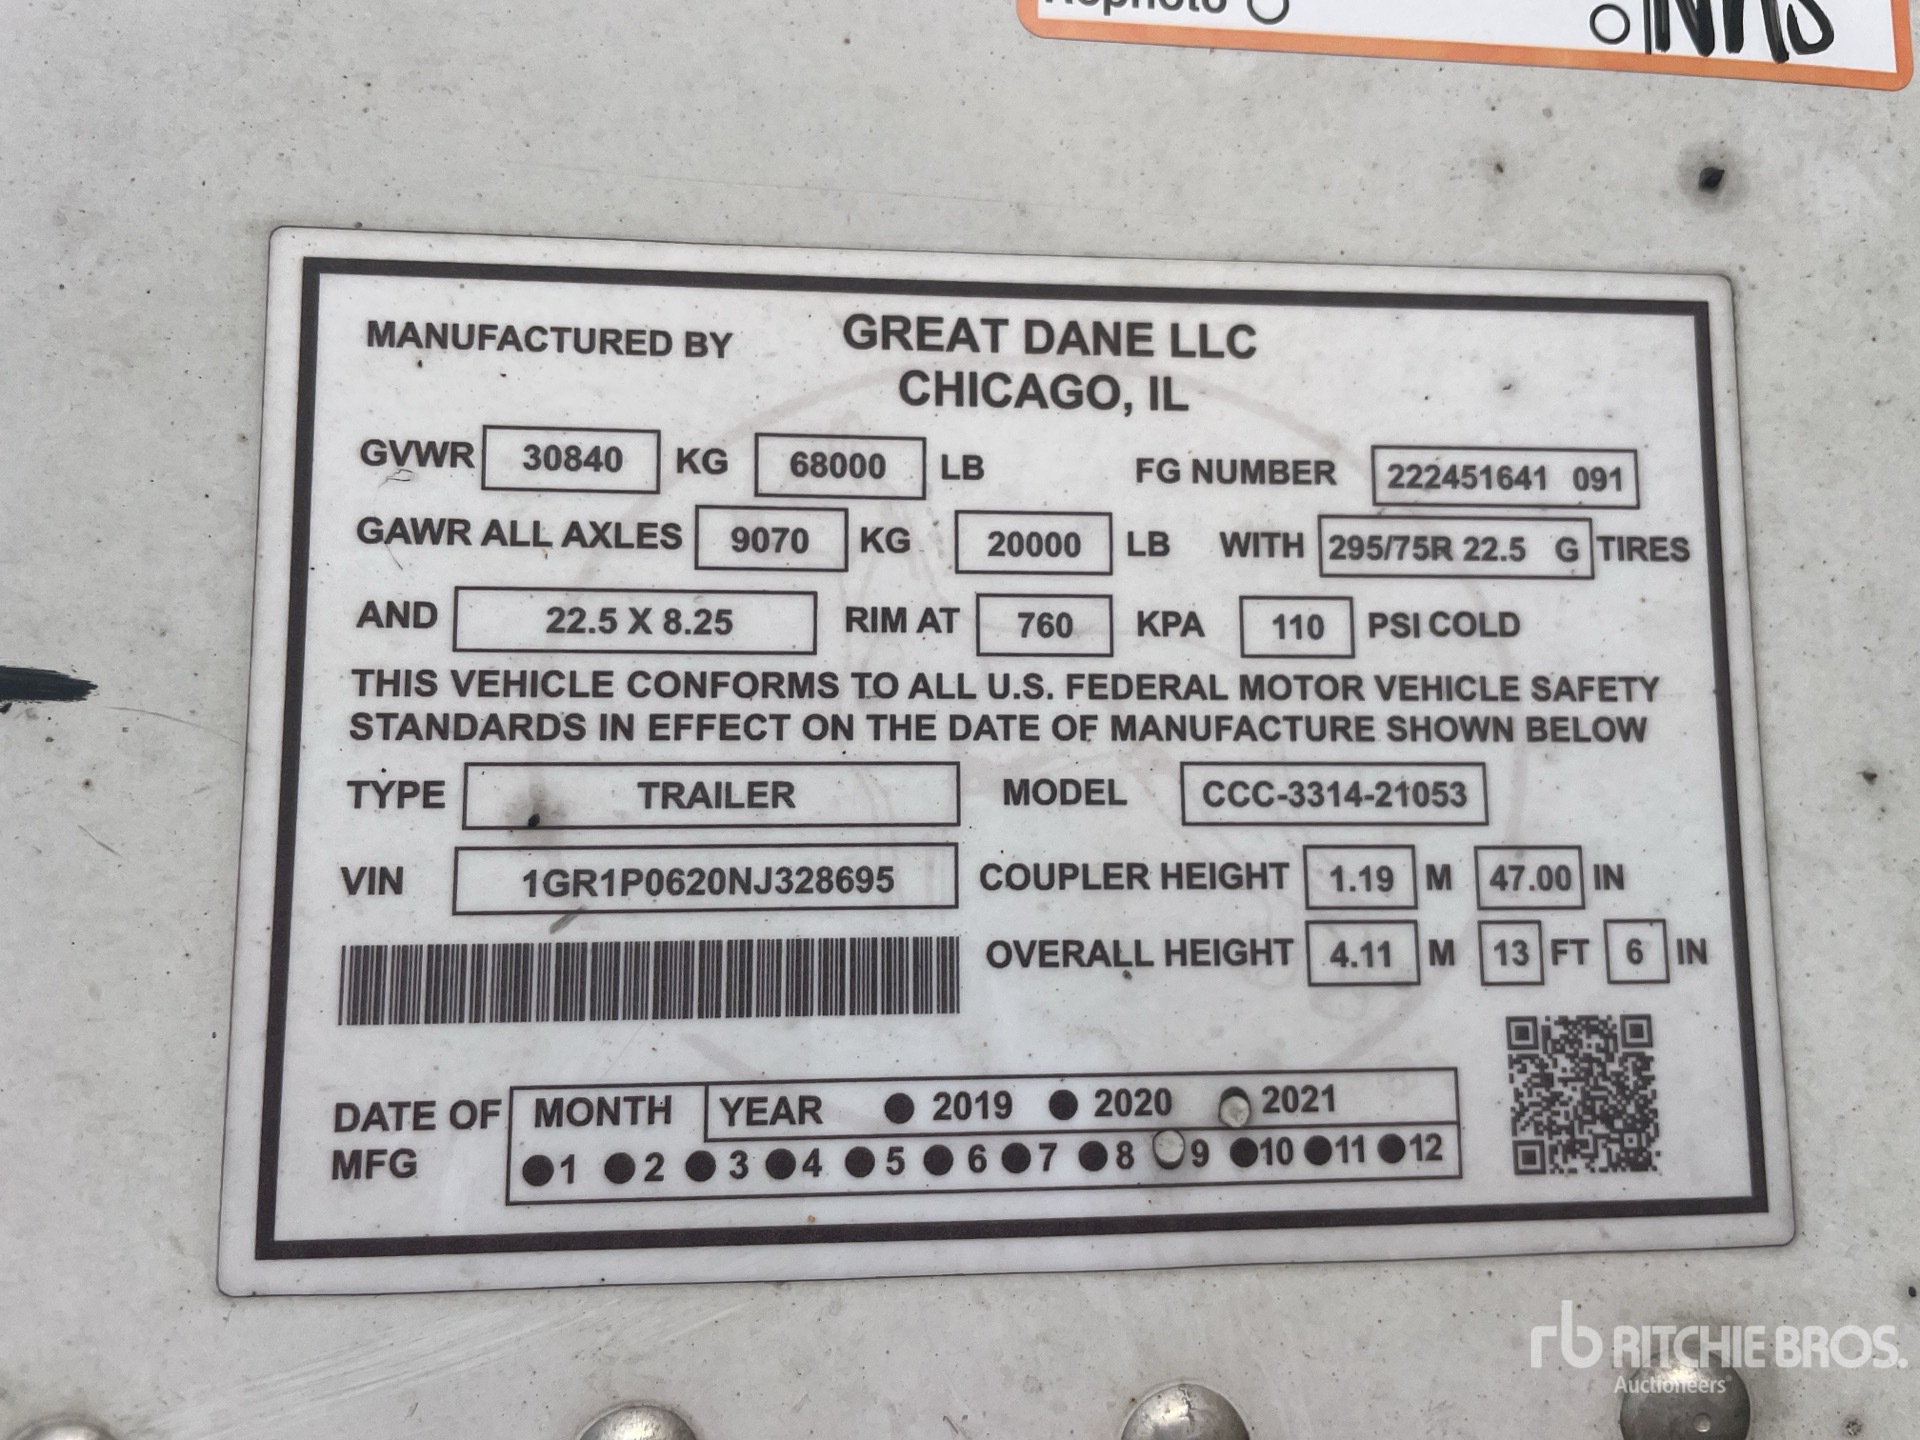 Rephoto
NHS
MANUFACTURED BY GREAT DANE LLC
CHICAGO, IL
GVWR 30840 KG 68000 LB FG NUMBER 222451641 091
GAWR ALL AXLES 9070 KG 20000 LB WITH 295/75R 22.5 G TIRES
AND 22.5 X 8.25 RIM AT 760 KPA 110 PSI COLD
THIS VEHICLE CONFORMS TO ALL U.S. FEDERAL MOTOR VEHICLE SAFETY
STANDARDS IN EFFECT ON THE DATE OF MANUFACTURE SHOWN BELOW
TYPE TRAILER MODEL CCC-3314-21053
VIN 1GR1P0620NJ328695 COUPLER HEIGHT 1.19 M 47.00 IN
OVERALL HEIGHT 4.11 M 13 FT 6 IN
DATE OF MFG MONTH YEAR 2019 2020 2021
1 2 3 4 5 6 7 8 9 10 11 12
rb RITCHIE BROS.
Auctioneers